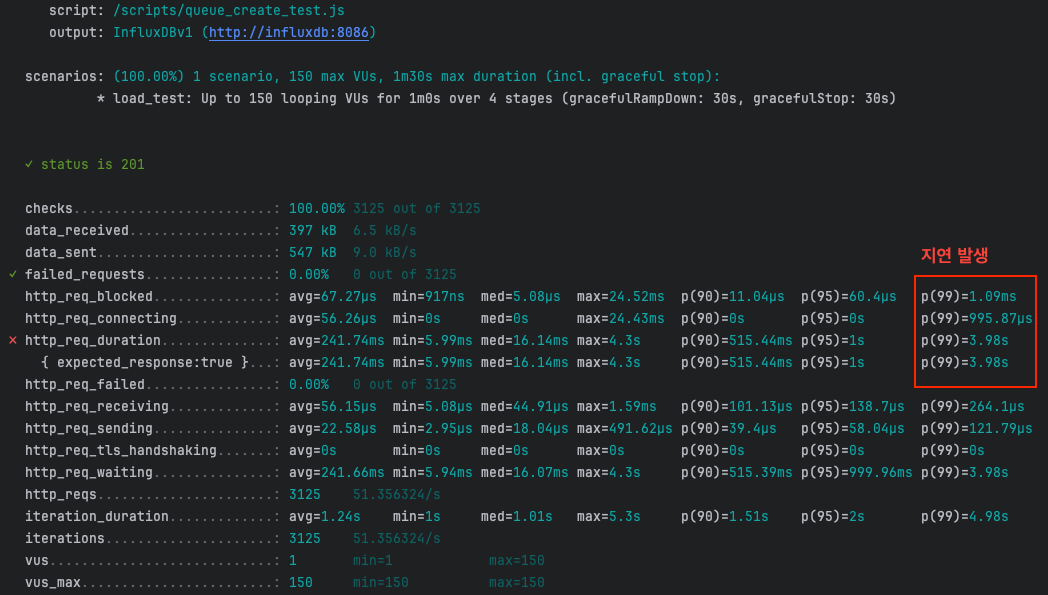 script: /scripts/queue_create_test.js
output: InfluxDBv1 (http://influxdb:8086)
scenarios: (100.00%) 1 scenario, 150 max VUs, 1m30s max duration (incl. graceful stop):
* load_test: Up to 150 looping VUs for 1m0s over 4 stages (gracefulRampDown: 30s, gracefulStop: 30s)
✓ status is 201
checks.........................: 100.00% 3125 out of 3125
data_received..................: 397 kB 6.5 kB/s
data_sent......................: 547 kB 9.0 kB/s
지연 발생
✓ failed_requests................: 0.00% 0 out of 3125
http_req_blocked...............: avg=67.27µs min=917ns med=5.08µs max=24.52ms p(90)=11.04µs p(95)=60.4µs p(99)=1.09ms
http_req_connecting............: avg=56.26µs min=0s med=0s max=24.43ms p(90)=0s p(95)=0s p(99)=995.87µs
✗ http_req_duration..............: avg=241.74ms min=5.99ms med=16.14ms max=4.3s p(90)=515.44ms p(95)=1s p(99)=3.98s
{ expected_response:true }...: avg=241.74ms min=5.99ms med=16.14ms max=4.3s p(90)=515.44ms p(95)=1s p(99)=3.98s
http_req_failed................: 0.00% 0 out of 3125
http_req_receiving.............: avg=56.15µs min=5.08µs med=44.91µs max=1.59ms p(90)=101.13µs p(95)=138.7µs p(99)=264.1µs
http_req_sending...............: avg=22.58µs min=2.95µs med=18.04µs max=491.62µs p(90)=39.4µs p(95)=58.04µs p(99)=121.79µs
http_req_tls_handshaking.......: avg=0s min=0s med=0s max=0s p(90)=0s p(95)=0s p(99)=0s
http_req_waiting...............: avg=241.66ms min=5.94ms med=16.07ms max=4.3s p(90)=515.39ms p(95)=999.96ms p(99)=3.98s
http_reqs......................: 3125 51.356324/s
iteration_duration.............: avg=1.24s min=1s med=1.01s max=5.3s p(90)=1.51s p(95)=2s p(99)=4.98s
iterations.....................: 3125 51.356324/s
vus............................: 1 min=1 max=150
vus_max........................: 150 min=150 max=150